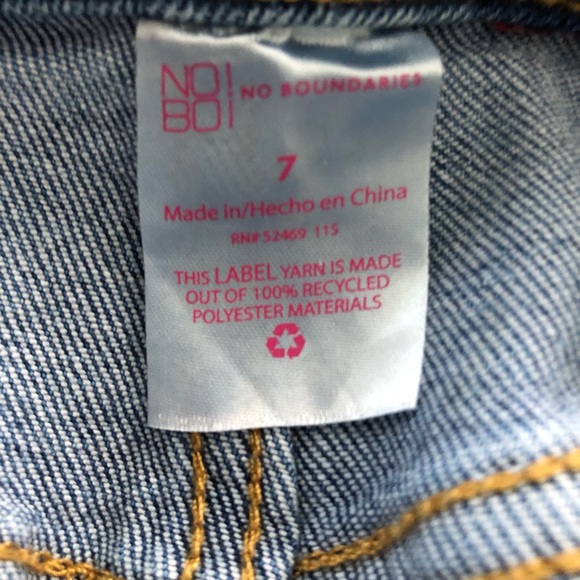 NO BO NO BOUNDARIES
7
Made in/Hecho en China
RN# 52469 115
THIS LABEL YARN IS MADE
OUT OF 100% RECYCLED
POLYESTER MATERIALS